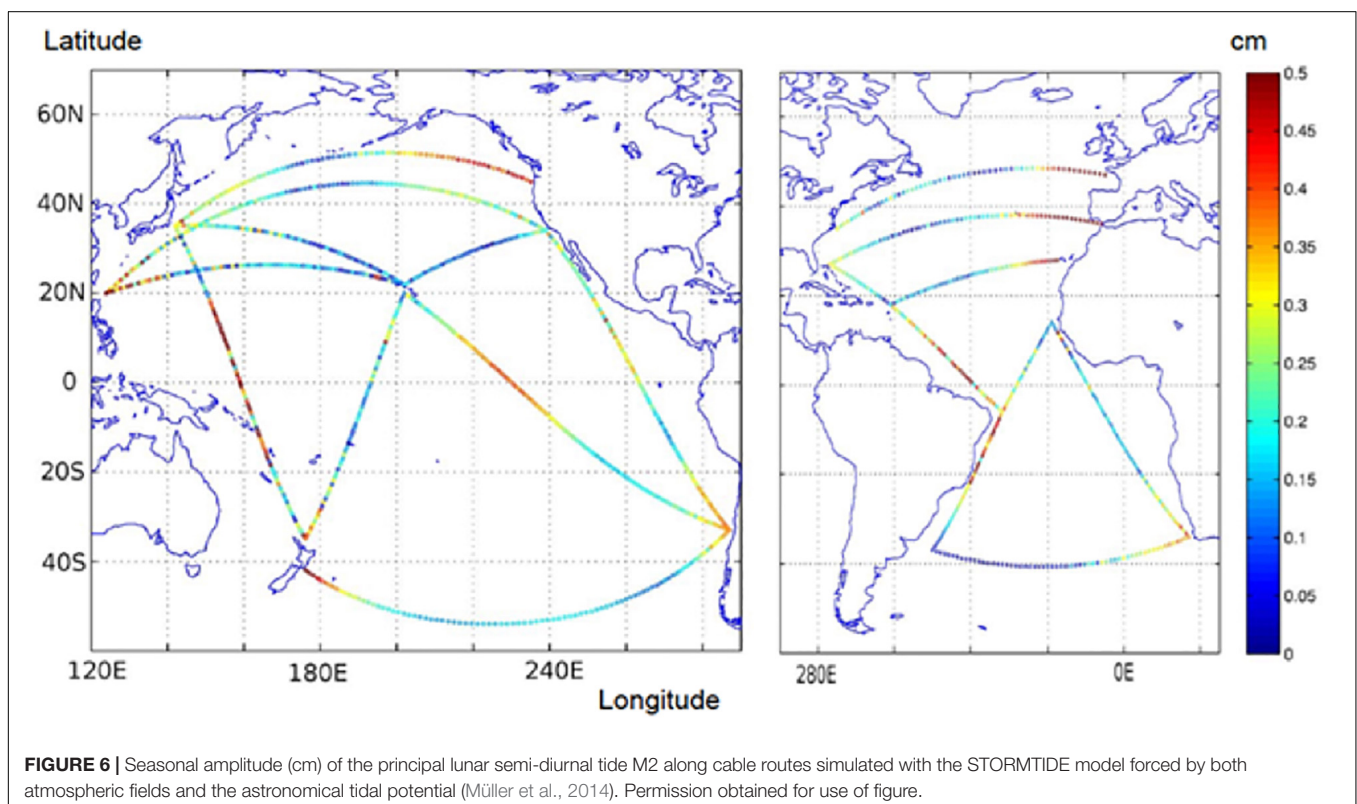 Latitude
cm
60N
40N
20N
0
20S
40S
120E
180E
240E
Longitude
280E
0E
0.5
0.45
0.4
0.35
0.3
0.25
0.2
0.15
0.1
0.05
0
FIGURE 6 | Seasonal amplitude (cm) of the principal lunar semi-diurnal tide M2 along cable routes simulated with the STORMTIDE model forced by both
atmospheric fields and the astronomical tidal potential (Müller et al., 2014). Permission obtained for use of figure.